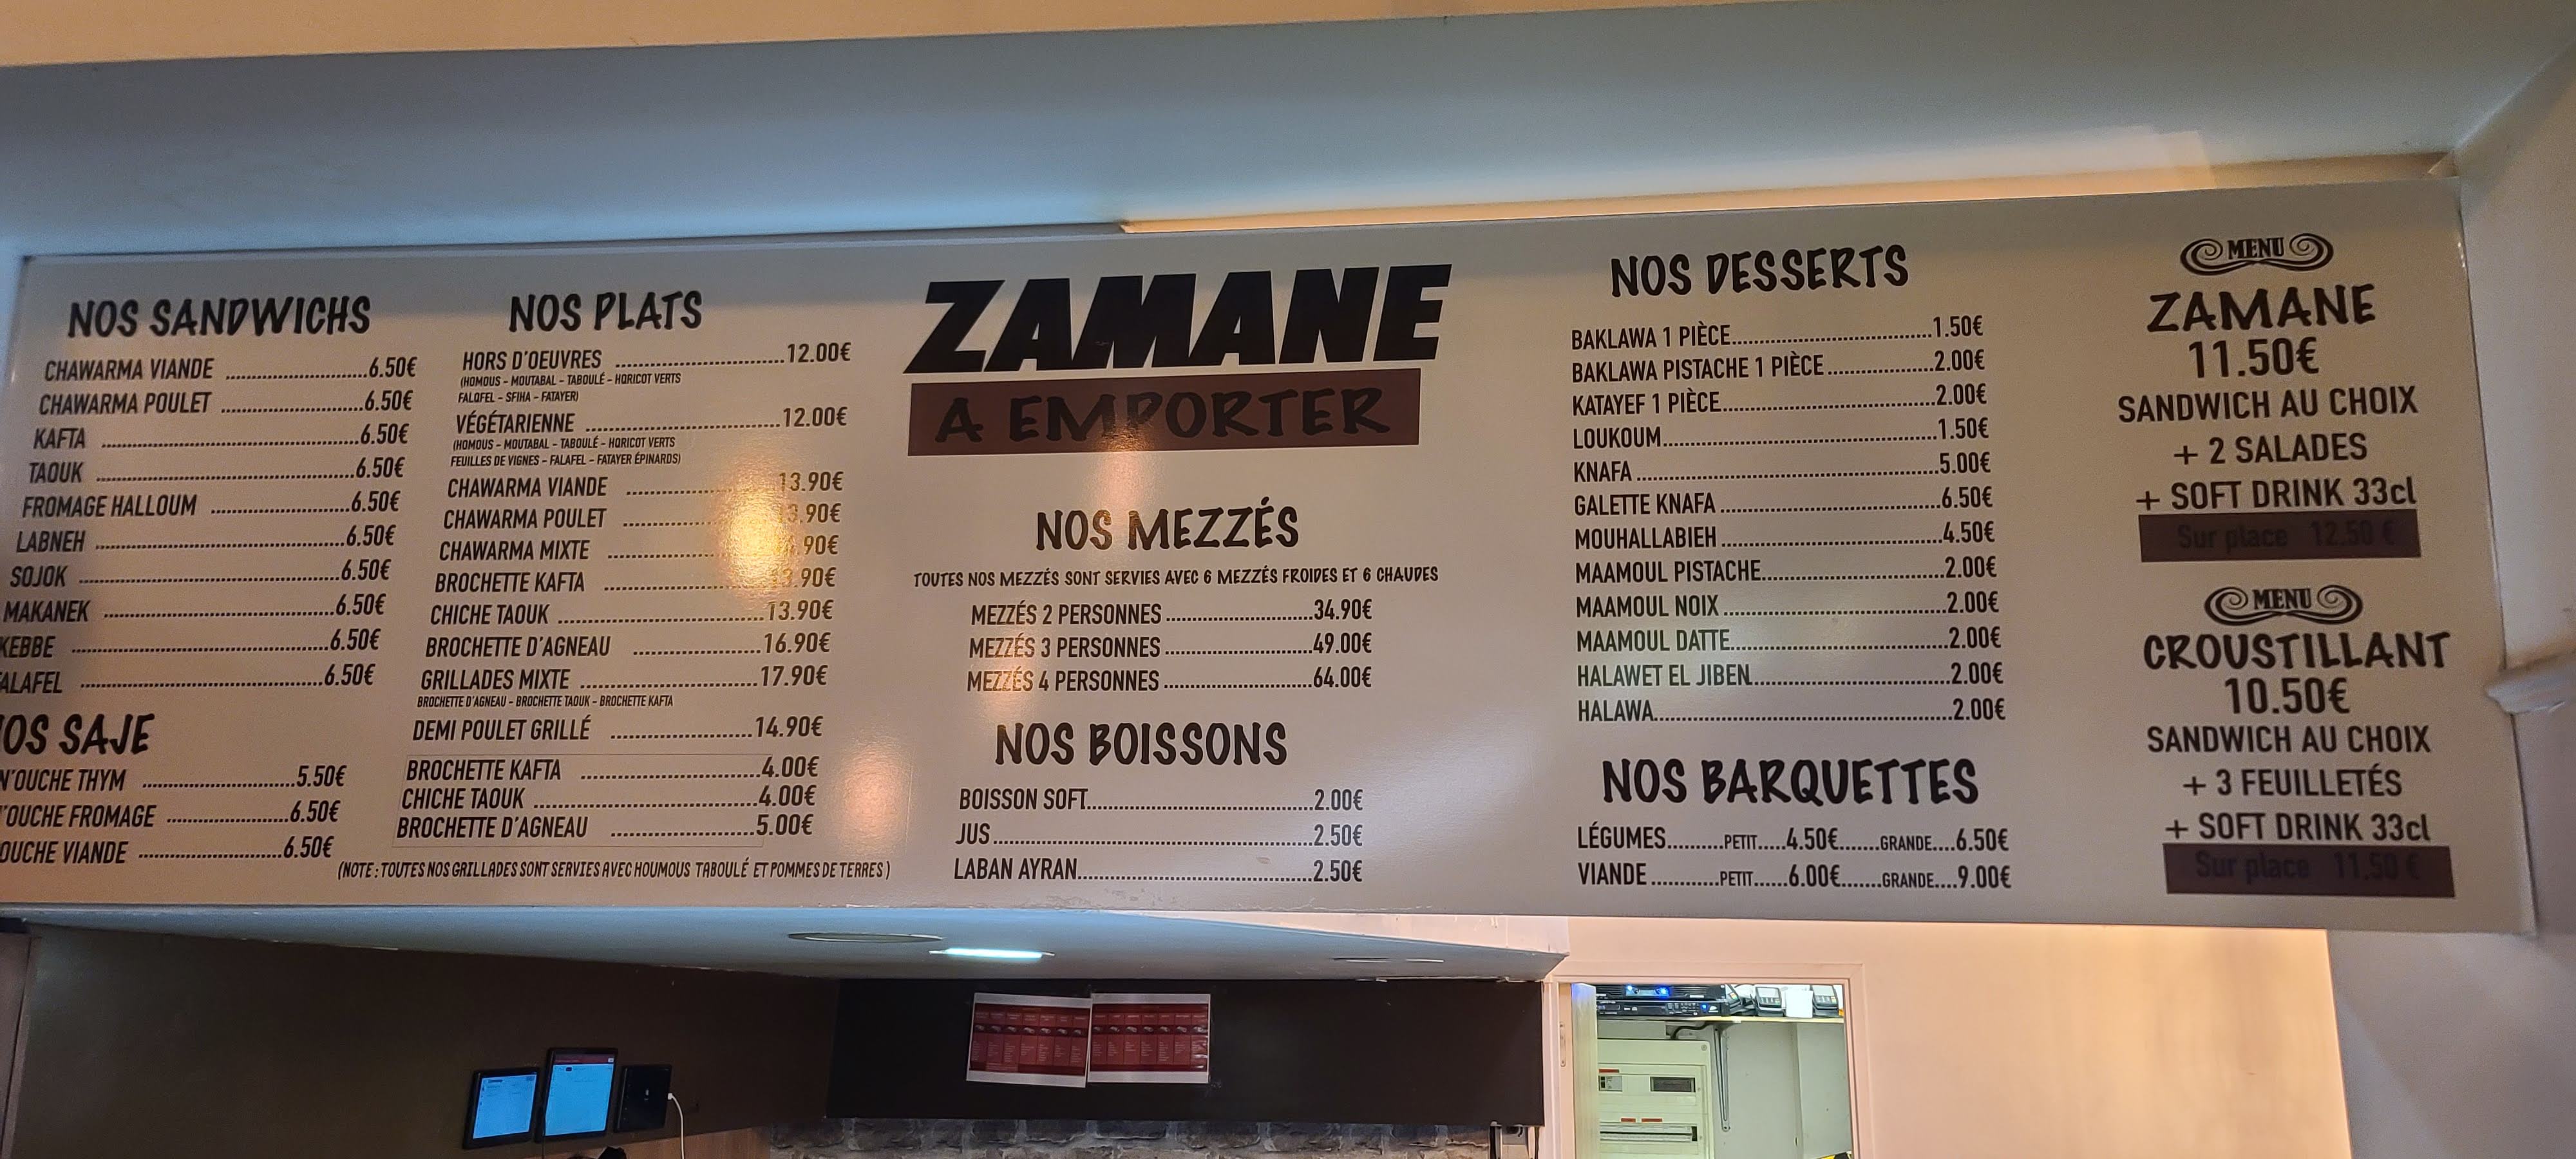 NOS SANDWICHS
CHAWARMA VIANDE ........ 6.50€
CHAWARMA POULET ........ 6.50€
KAFTA ........ 6.50€
TAOUK ........ 6.50€
FROMAGE HALLOUM ........ 6.50€
LABNEH ........ 6.50€
SOJOK ........ 6.50€
MAKANEK ........ 6.50€
KEBBE ........ 6.50€
ALAFEL ........ 6.50€
OS SAJE
N'OUCHE THYM ........ 5.50€
'OUCHE FROMAGE ........ 6.50€
OUCHE VIANDE ........ 6.50€
NOS PLATS
HORS D'OEUVRES ........ 12.00€
(HOMOUS - MOUTABAL - TABOULÉ - HARICOT VERTS
FALAFEL - SFIHA - FATAYER)
VÉGÉTARIENNE ........ 12.00€
(HOMOUS - MOUTABAL - TABOULÉ - HARICOT VERTS
FEUILLES DE VIGNES - FALAFEL - FATAYER ÉPINARDS)
CHAWARMA VIANDE ........ 13.90€
CHAWARMA POULET ........ 3.90€
CHAWARMA MIXTE ........ .90€
BROCHETTE KAFTA ........ 3.90€
CHICHE TAOUK ........ 13.90€
BROCHETTE D'AGNEAU ........ 16.90€
GRILLADES MIXTE ........ 17.90€
BROCHETTE D'AGNEAU - BROCHETTE TAOUK - BROCHETTE KAFTA
DEMI POULET GRILLÉ ........ 14.90€
BROCHETTE KAFTA ........ 4.00€
CHICHE TAOUK ........ 4.00€
BROCHETTE D'AGNEAU ........ 5.00€
(NOTE : TOUTES NOS GRILLADES SONT SERVIES AVEC HOUMOUS TABOULÉ ET POMMES DE TERRES )
ZAMANE
A EMPORTER
NOS MEZZÉS
TOUTES NOS MEZZÉS SONT SERVIES AVEC 6 MEZZÉS FROIDES ET 6 CHAUDES
MEZZÉS 2 PERSONNES ........ 34.90€
MEZZÉS 3 PERSONNES ........ 49.00€
MEZZÉS 4 PERSONNES ........ 64.00€
NOS BOISSONS
BOISSON SOFT ........ 2.00€
JUS ........ 2.50€
LABAN AYRAN ........ 2.50€
NOS DESSERTS
BAKLAWA 1 PIÈCE ........ 1.50€
BAKLAWA PISTACHE 1 PIÈCE ........ 2.00€
KATAYEF 1 PIÈCE ........ 2.00€
LOUKOUM ........ 1.50€
KNAFA ........ 5.00€
GALETTE KNAFA ........ 6.50€
MOUHALLABIEH ........ 4.50€
MAAMOUL PISTACHE ........ 2.00€
MAAMOUL NOIX ........ 2.00€
MAAMOUL DATTE ........ 2.00€
HALAWET EL JIBEN ........ 2.00€
HALAWA ........ 2.00€
NOS BARQUETTES
LÉGUMES ........ PETIT ..... 4.50€ ....... GRANDE .... 6.50€
VIANDE ........ PETIT ...... 6.00€ ....... GRANDE .... 9.00€
MENU
ZAMANE
11.50€
SANDWICH AU CHOIX
+ 2 SALADES
+ SOFT DRINK 33cl
Sur place 12,50 €
MENU
CROUSTILLANT
10.50€
SANDWICH AU CHOIX
+ 3 FEUILLETÉS
+ SOFT DRINK 33cl
Sur place 11,50 €